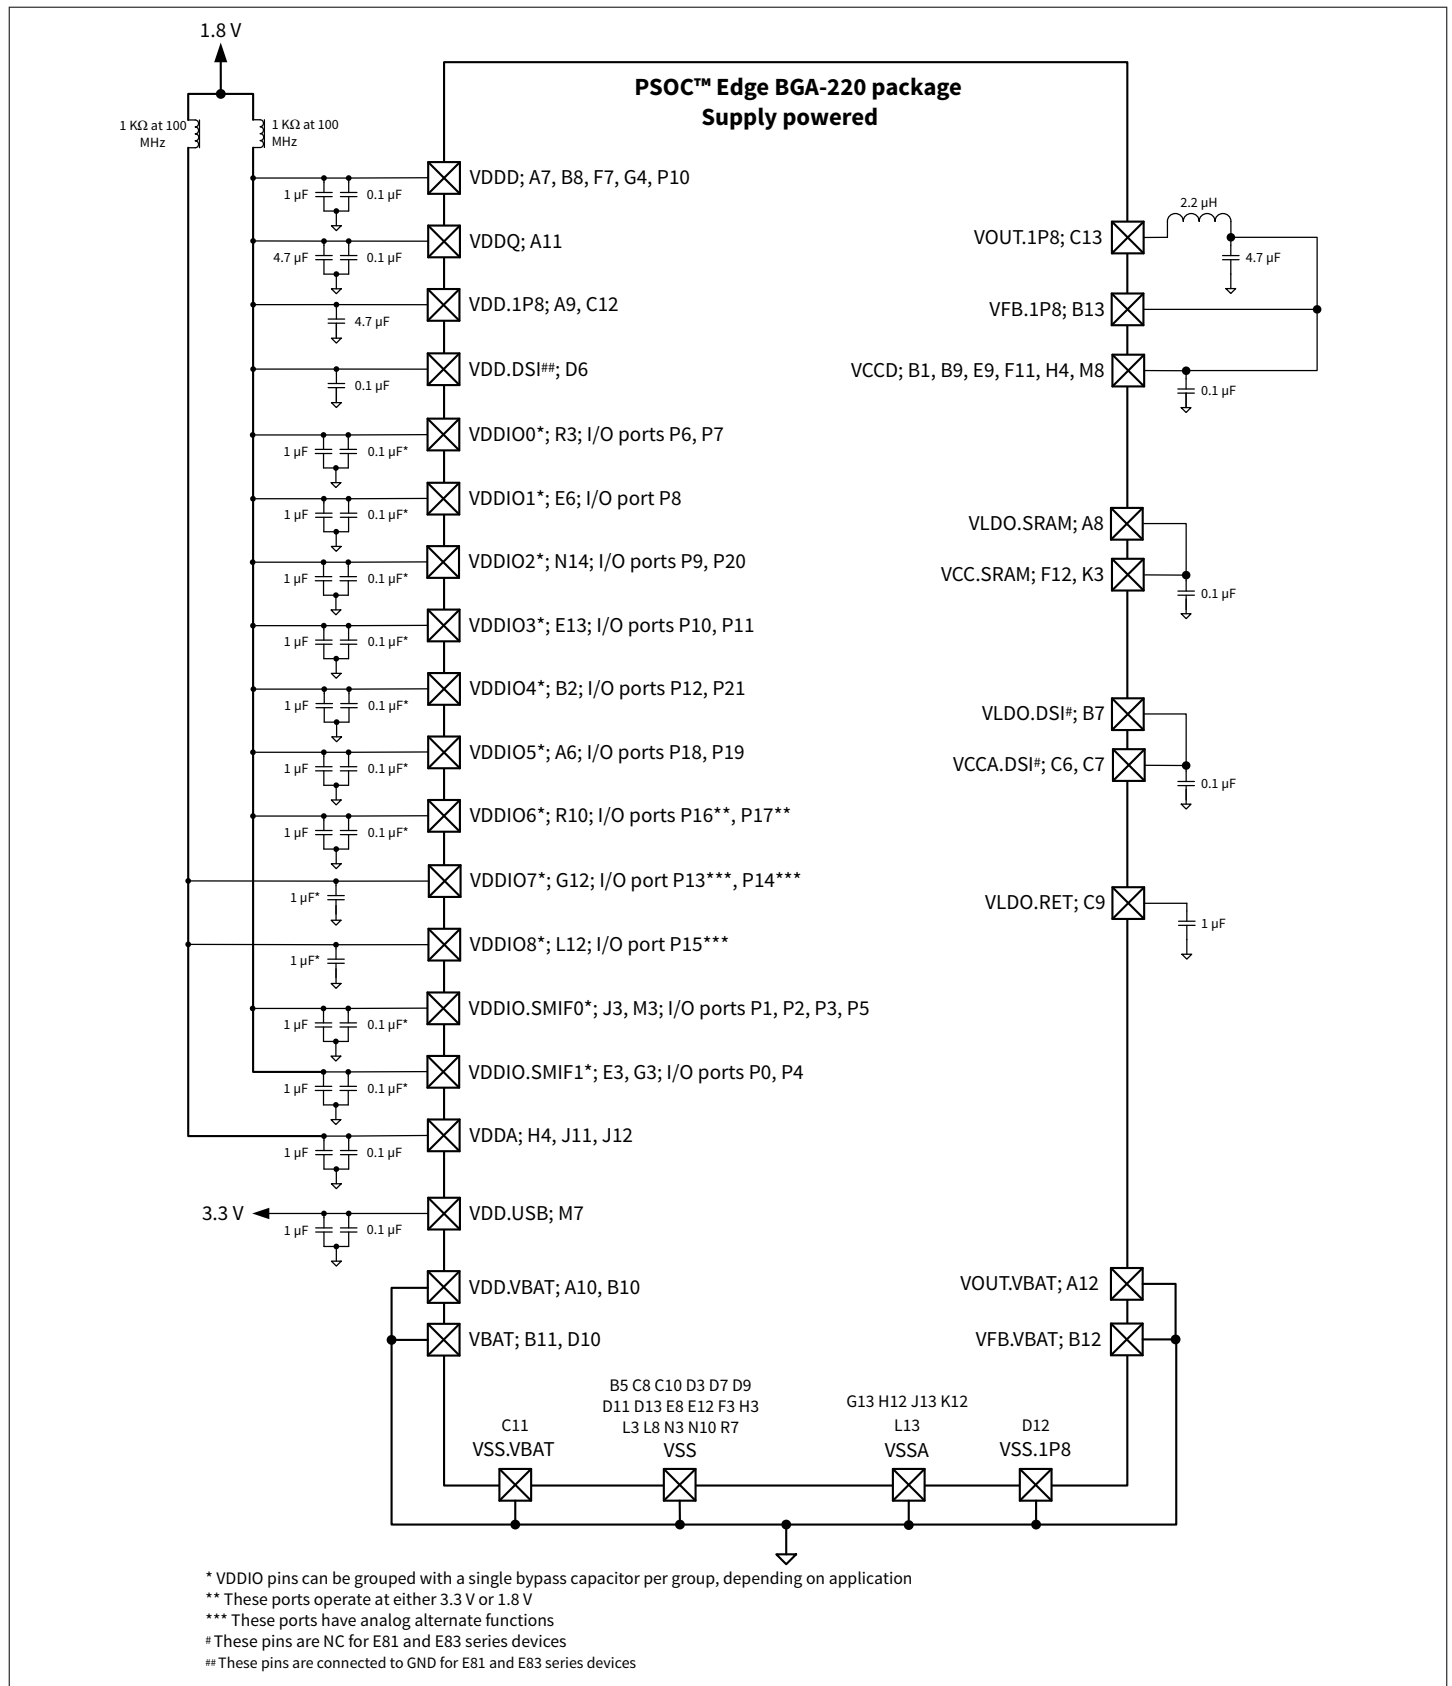 1.8 V
PSOC™ Edge BGA-220 package
Supply powered
1 KΩ at 100
MHz
1 KΩ at 100
MHz
1 µF
0.1 µF
VDDD; A7, B8, F7, G4, P10
4.7 µF
0.1 µF
VDDQ; A11
4.7 µF
VDD.1P8; A9, C12
0.1 µF
VDD.DSI##; D6
1 µF
0.1 µF*
VDDIO0*; R3; I/O ports P6, P7
1 µF
0.1 µF*
VDDIO1*; E6; I/O port P8
1 µF
0.1 µF*
VDDIO2*; N14; I/O ports P9, P20
1 µF
0.1 µF*
VDDIO3*; E13; I/O ports P10, P11
1 µF
0.1 µF*
VDDIO4*; B2; I/O ports P12, P21
1 µF
0.1 µF*
VDDIO5*; A6; I/O ports P18, P19
1 µF
0.1 µF*
VDDIO6*; R10; I/O ports P16**, P17**
1 µF*
VDDIO7*; G12; I/O port P13***, P14***
1 µF*
VDDIO8*; L12; I/O port P15***
1 µF
0.1 µF*
VDDIO.SMIF0*; J3, M3; I/O ports P1, P2, P3, P5
1 µF
0.1 µF*
VDDIO.SMIF1*; E3, G3; I/O ports P0, P4
1 µF
0.1 µF
VDDA; H4, J11, J12
3.3 V
1 µF
0.1 µF
VDD.USB; M7
VDD.VBAT; A10, B10
VBAT; B11, D10
2.2 µH
VOUT.1P8; C13
4.7 µF
VFB.1P8; B13
VCCD; B1, B9, E9, F11, H4, M8
0.1 µF
VLDO.SRAM; A8
VCC.SRAM; F12, K3
0.1 µF
VLDO.DSI#; B7
VCCA.DSI#; C6, C7
0.1 µF
VLDO.RET; C9
1 µF
VOUT.VBAT; A12
VFB.VBAT; B12
C11
VSS.VBAT
B5 C8 C10 D3 D7 D9
D11 D13 E8 E12 F3 H3
L3 L8 N3 N10 R7
VSS
G13 H12 J13 K12
L13
VSSA
D12
VSS.1P8
* VDDIO pins can be grouped with a single bypass capacitor per group, depending on application
** These ports operate at either 3.3 V or 1.8 V
*** These ports have analog alternate functions
# These pins are NC for E81 and E83 series devices
## These pins are connected to GND for E81 and E83 series devices